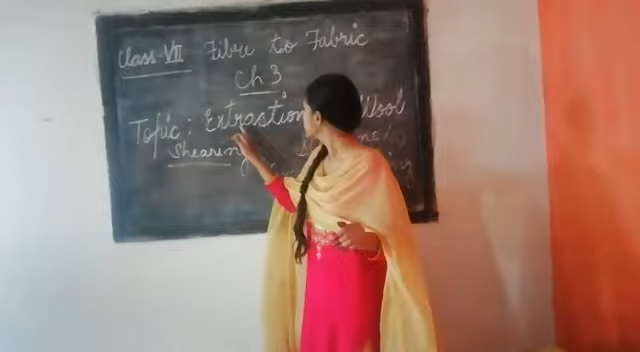 Class-VII Fibre to Fabric
Ch 3
Topic: Extraction Wool
Shearing